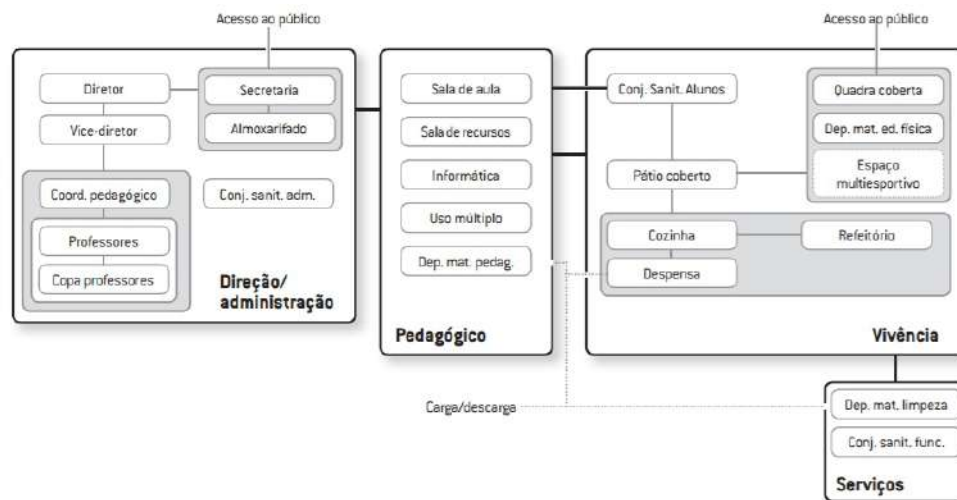 Acesso ao público
Diretor
Secretaria
Vice-diretor
Almoxarifado
Coord. pedagógico
Conj. sanit. adm.
Professores
Copa professores
Direção/
administração
Sala de aula
Sala de recursos
Informática
Uso múltiplo
Dep. mat. pedag.
Pedagógico
Acesso ao público
Conj. Sanit. Alunos
Quadra coberta
Dep. mat. ed. física
Pátio coberto
Espaço
multiesportivo
Cozinha
Refeitório
Despensa
Vivência
Carga/descarga
Dep. mat. limpeza
Conj. sanit. func.
Serviços